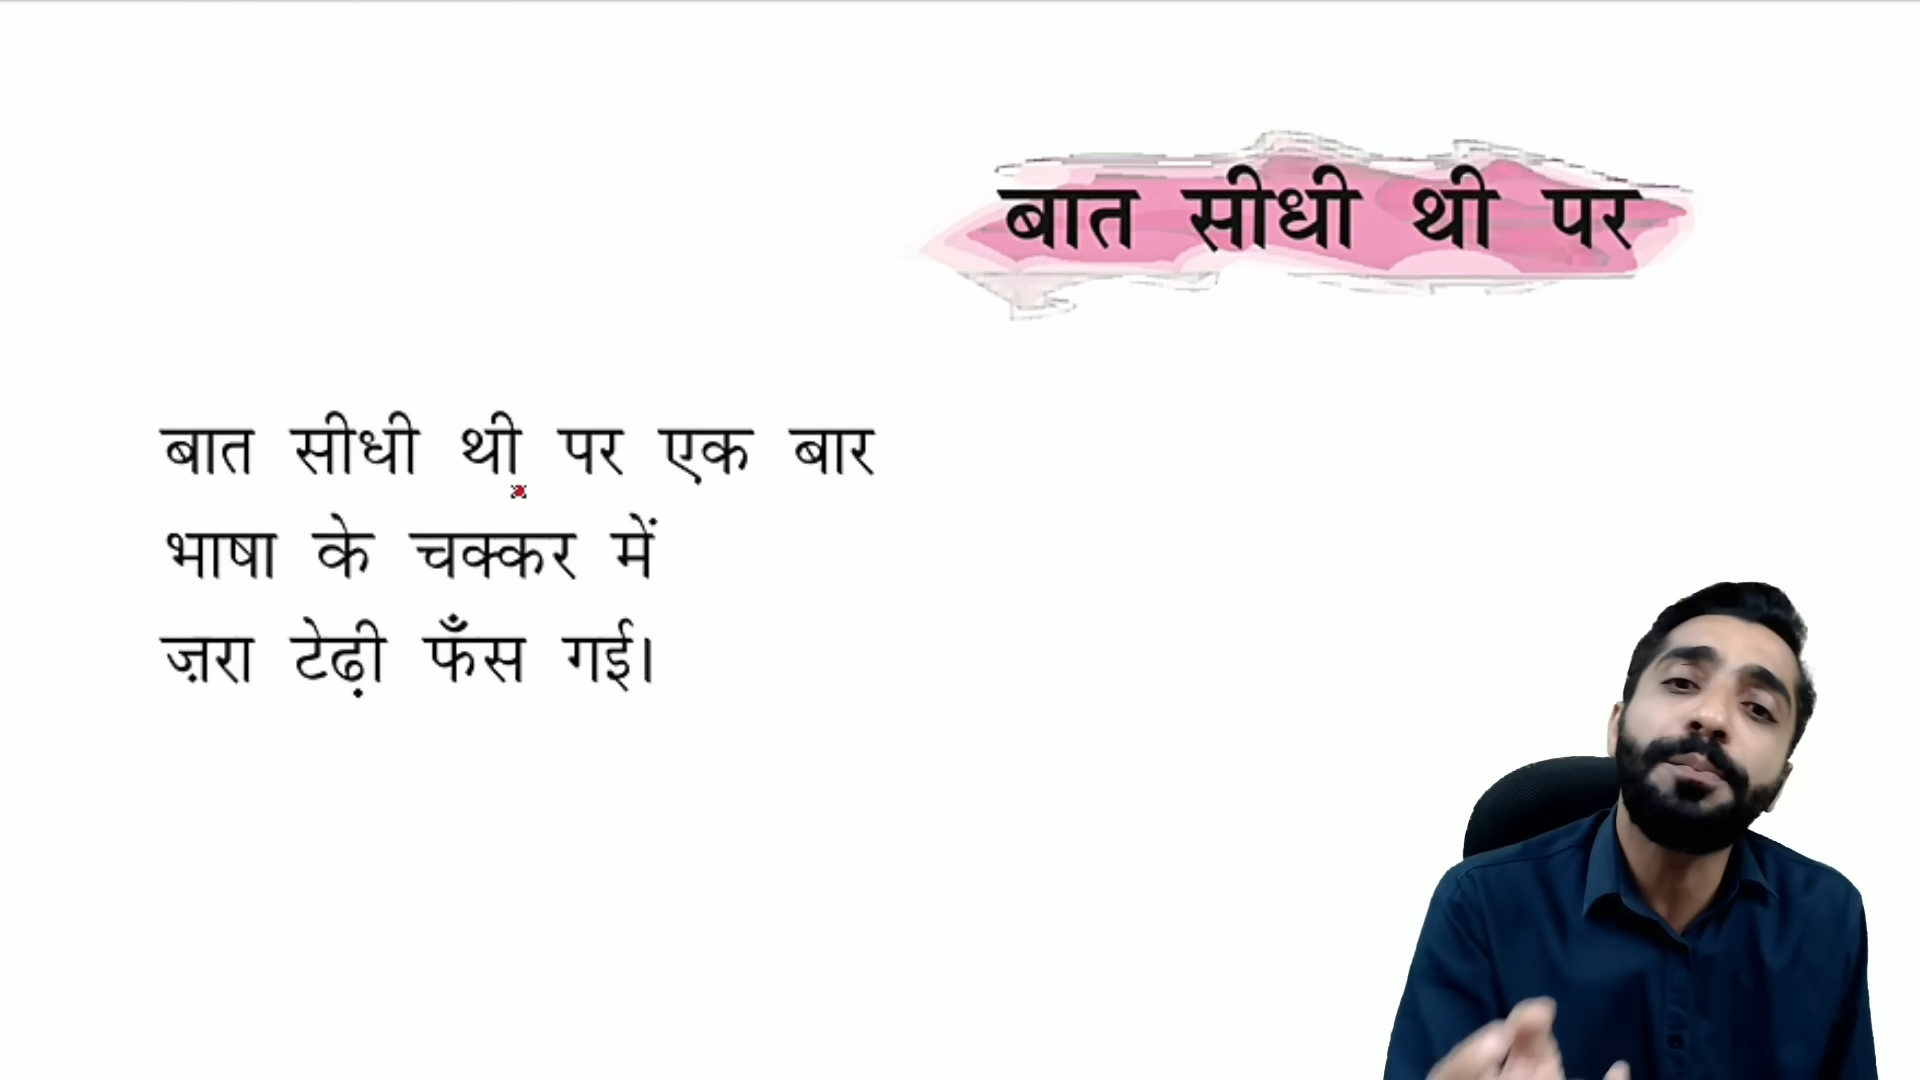 बात सीधी थी पर
बात सीधी थी पर एक बार
भाषा के चक्कर में
ज़रा टेढ़ी फँस गई।